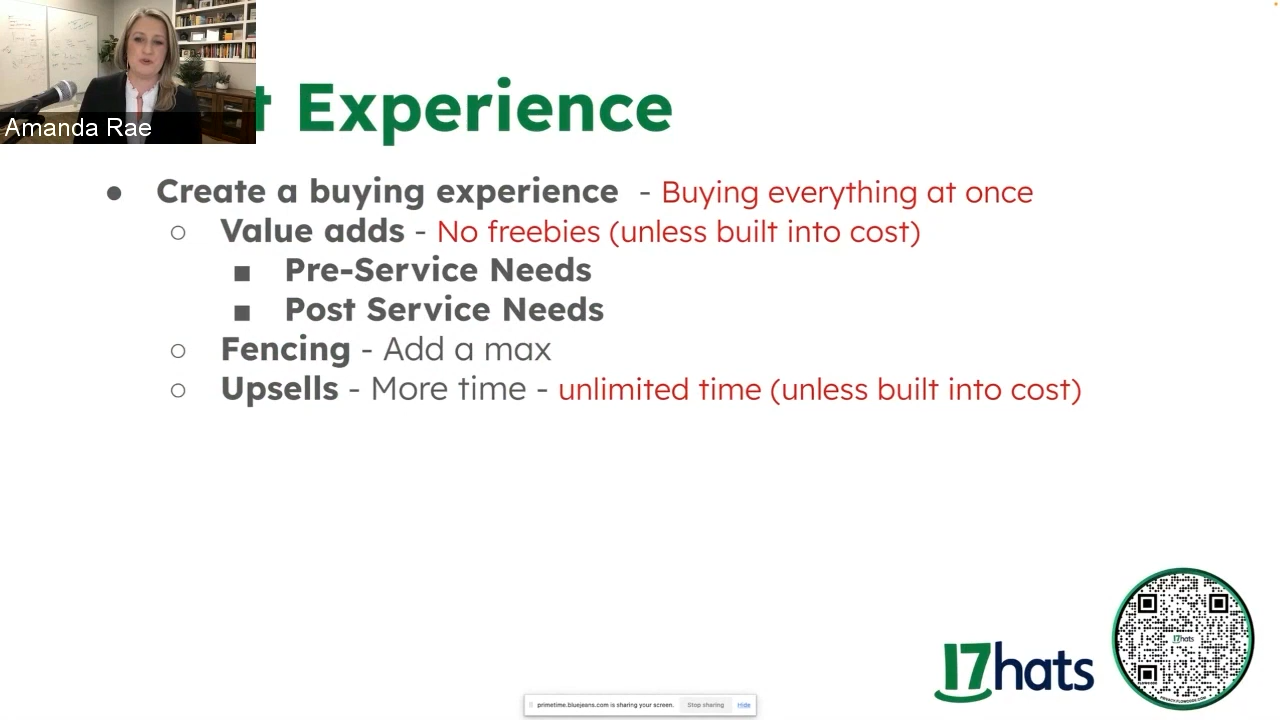 Amanda Rae
t Experience
● Create a buying experience - Buying everything at once
○ Value adds - No freebies (unless built into cost)
■ Pre-Service Needs
■ Post Service Needs
○ Fencing - Add a max
○ Upsells - More time - unlimited time (unless built into cost)
17hats
17hats
primetime.bluejeans.com is sharing your screen. Stop sharing Hide